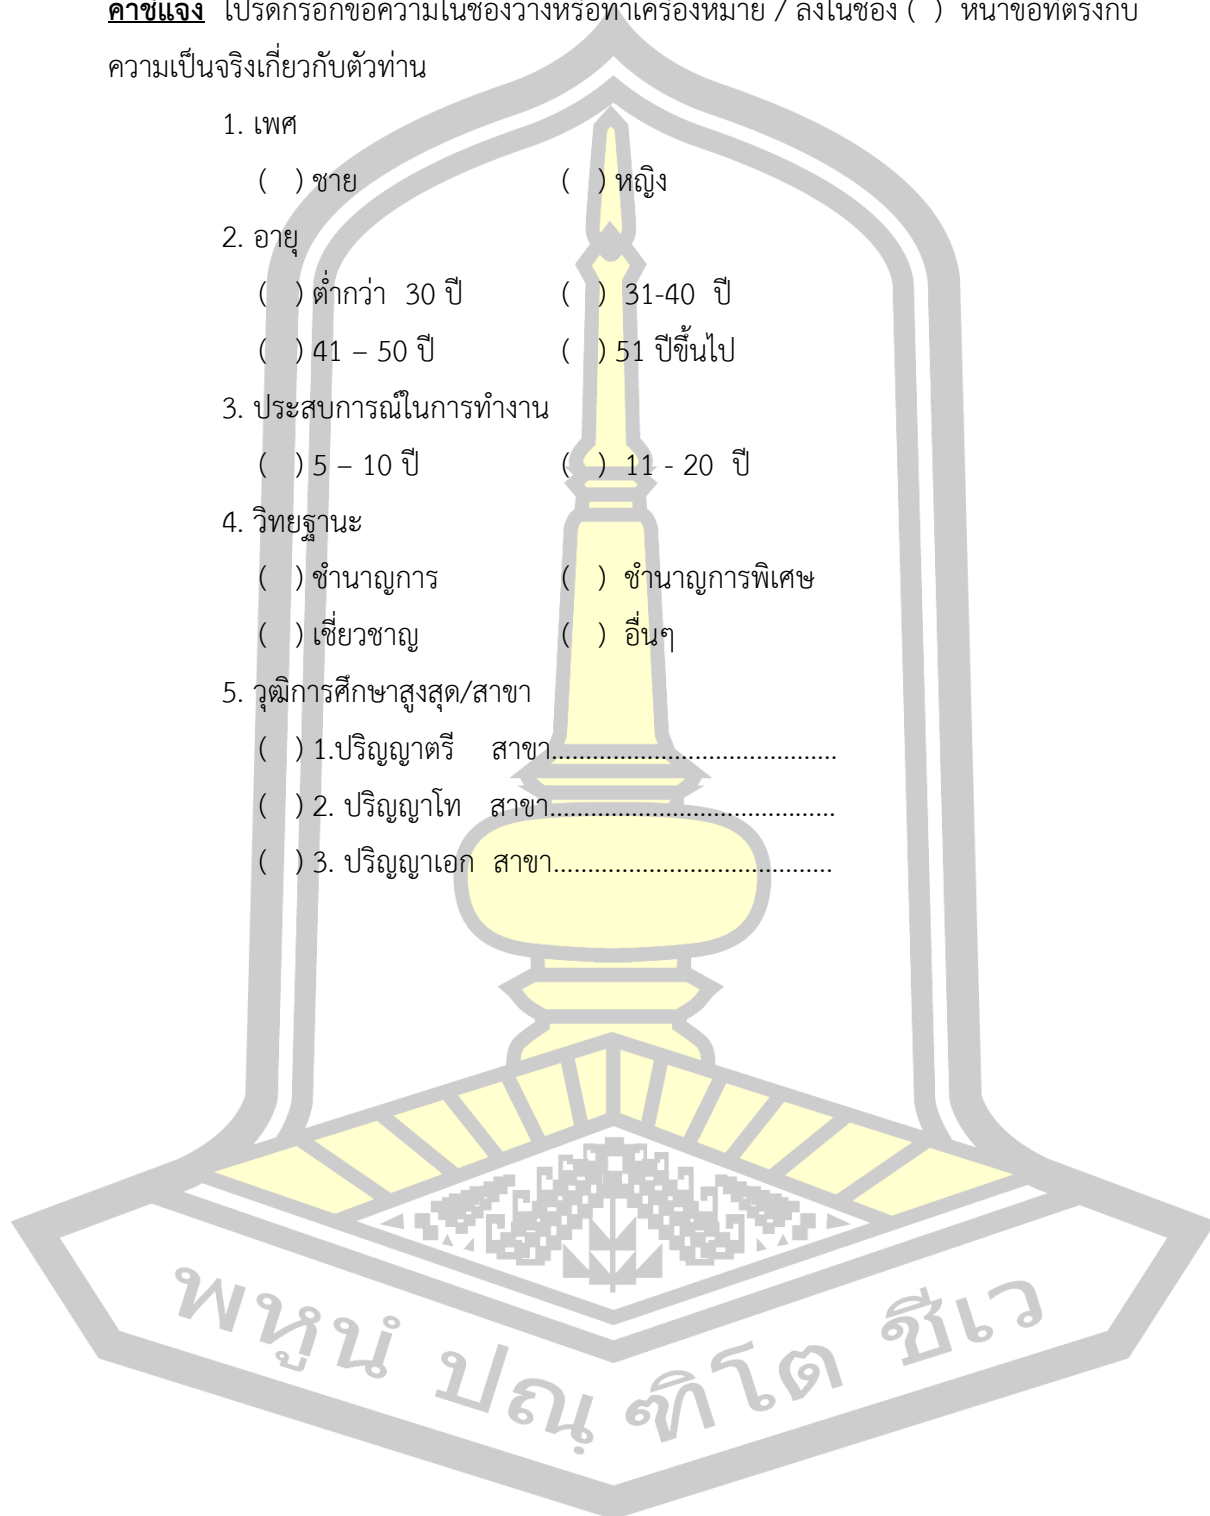 คำชี้แจง โปรดกรอกข้อความในช่องว่างหรือทำเครื่องหมาย / ลงในช่อง ( ) หน้าข้อที่ตรงกับ
ความเป็นจริงเกี่ยวกับตัวท่าน
1. เพศ
( ) ชาย ( ) หญิง
2. อายุ
( ) ต่ำกว่า 30 ปี ( ) 31-40 ปี
( ) 41 – 50 ปี ( ) 51 ปีขึ้นไป
3. ประสบการณ์ในการทำงาน
( ) 5 – 10 ปี ( ) 11 - 20 ปี
4. วิทยฐานะ
( ) ชำนาญการ ( ) ชำนาญการพิเศษ
( ) เชี่ยวชาญ ( ) อื่นๆ
5. วุฒิการศึกษาสูงสุด/สาขา
( ) 1.ปริญญาตรี สาขา..........................................
( ) 2. ปริญญาโท สาขา..........................................
( ) 3. ปริญญาเอก สาขา.........................................
พหูนํ ปณฺฑิโต ชีเว